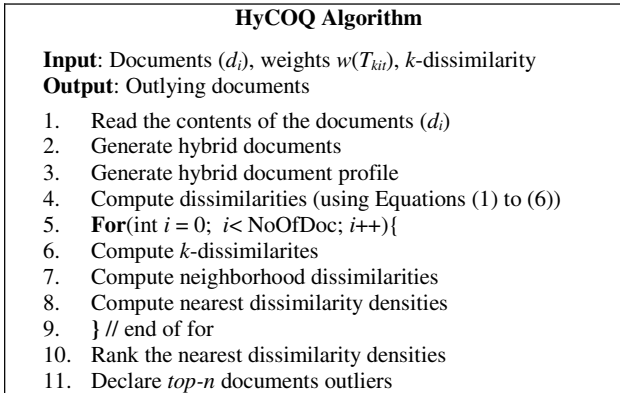 HyCOQ Algorithm
Input: Documents (di), weights w(Tkit), k-dissimilarity
Output: Outlying documents
1. Read the contents of the documents (di)
2. Generate hybrid documents
3. Generate hybrid document profile
4. Compute dissimilarities (using Equations (1) to (6))
5. For(int i = 0; i< NoOfDoc; i++){
6. Compute k-dissimilarites
7. Compute neighborhood dissimilarities
8. Compute nearest dissimilarity densities
9. } // end of for
10. Rank the nearest dissimilarity densities
11. Declare top-n documents outliers